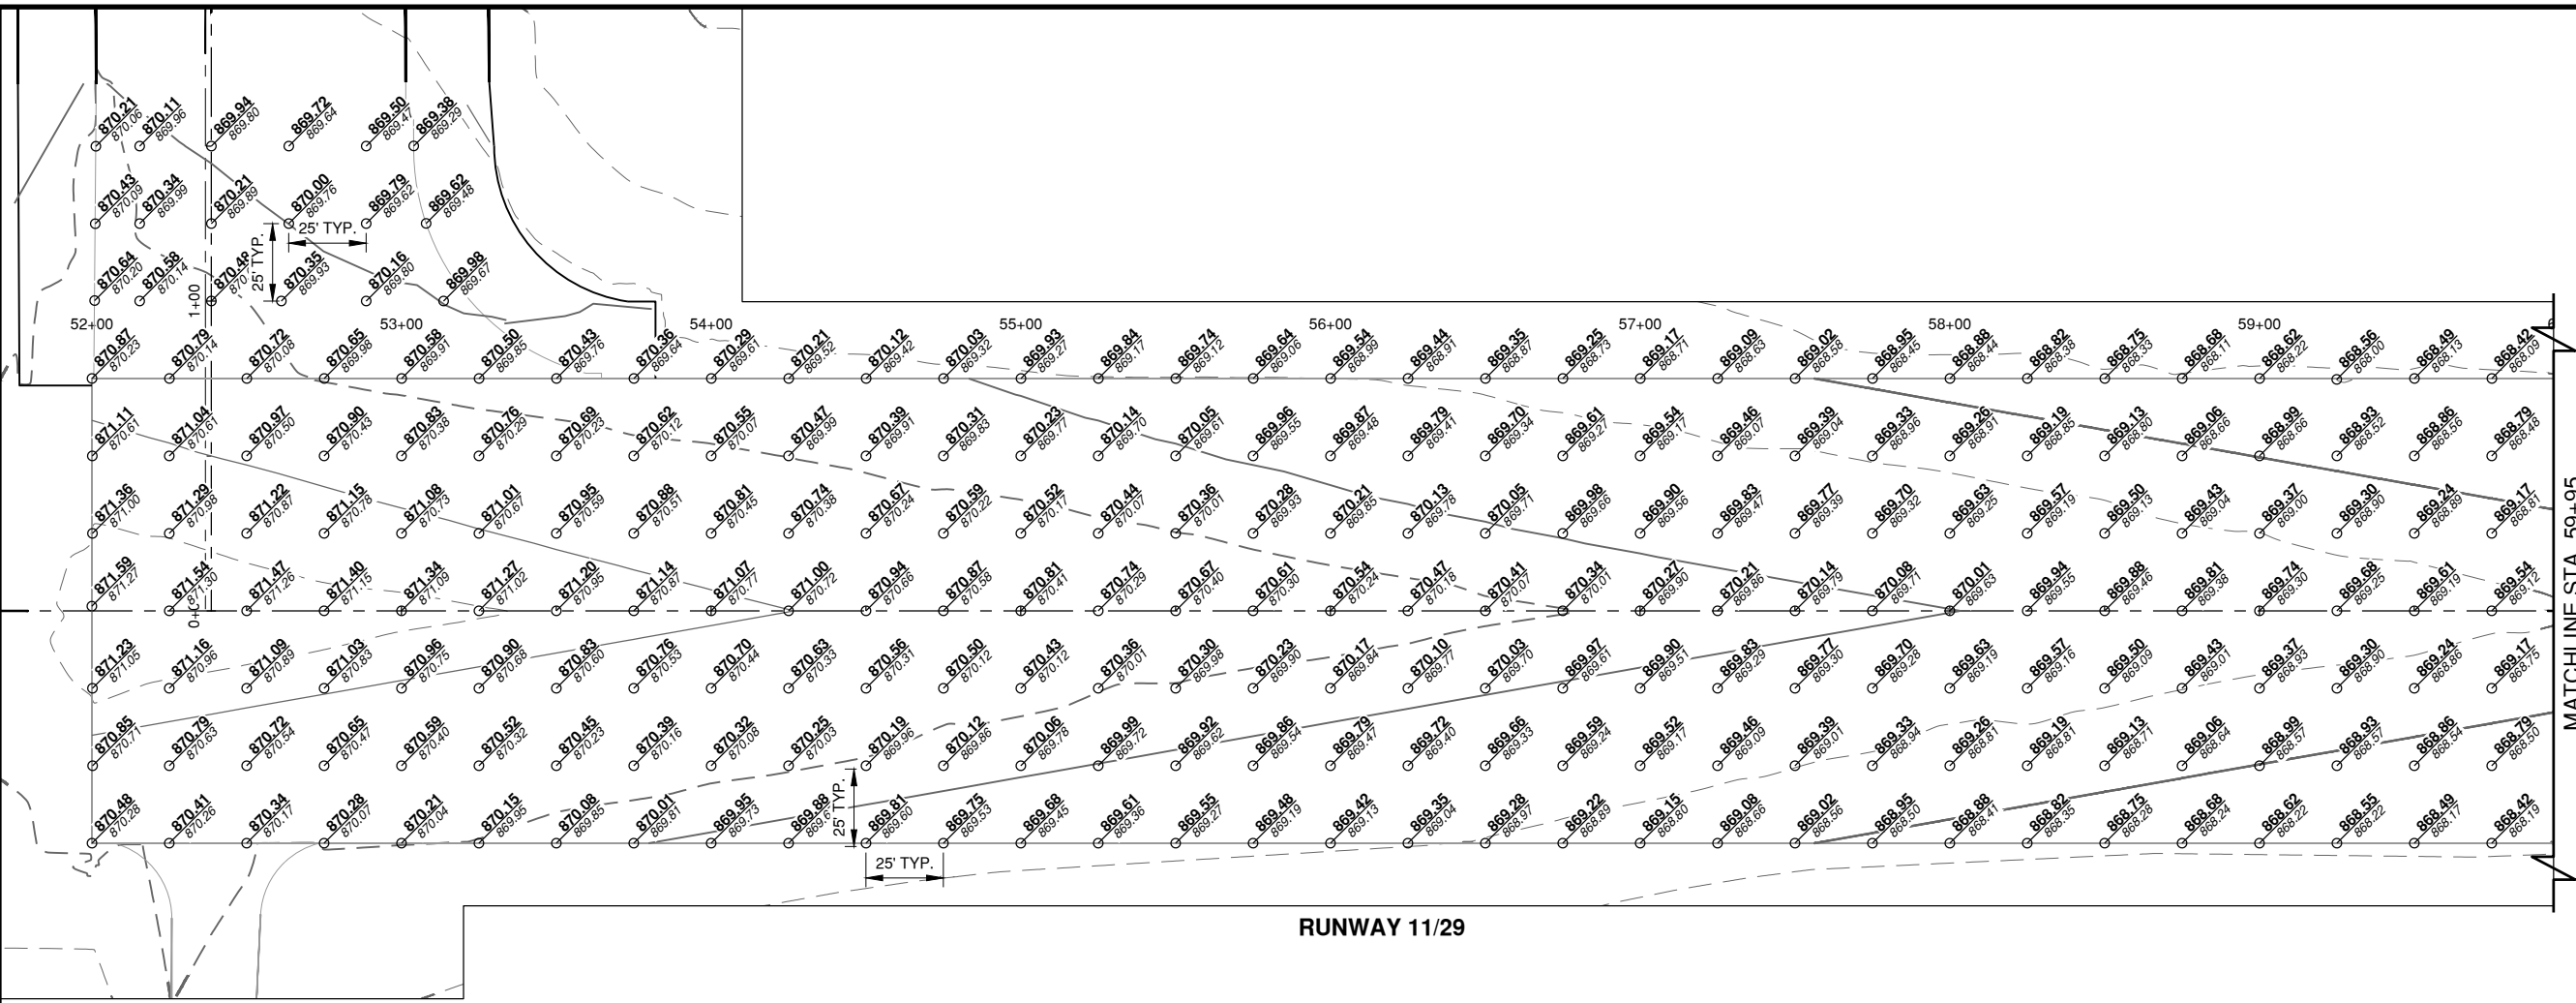 870.21 870.11 869.94 869.72 869.50 869.38
870.06 869.96 869.80 869.64 869.47 869.29
870.43 870.34 870.21 870.00 869.79 869.62
870.09 869.99 869.89 869.76 869.62 869.48
25' TYP.
25' TYP.
870.64 870.58 870.48 870.35 870.16 869.98
870.20 870.14 869.93 869.80 869.67
1+00
52+00 53+00 54+00 55+00 56+00 57+00 58+00 59+00
870.87 870.79 870.72 870.65 870.58 870.50 870.43 870.36 870.29 870.21 870.12 870.03 869.93 869.84 869.74 869.64 869.54 869.44 869.35 869.25 869.17 869.09 869.02 868.95 868.88 868.82 868.75 868.68 868.62 868.56 868.49 868.42
870.23 870.14 870.08 869.98 869.91 869.85 869.76 869.64 869.61 869.52 869.42 869.32 869.27 869.17 869.12 869.06 868.99 868.91 868.87 868.73 868.71 868.63 868.58 868.45 868.44 868.38 868.33 868.11 868.22 868.00 868.13 868.09
871.11 871.04 870.97 870.90 870.83 870.76 870.69 870.62 870.55 870.47 870.39 870.31 870.23 870.14 870.05 869.96 869.87 869.79 869.70 869.61 869.54 869.46 869.39 869.33 869.26 869.19 869.13 869.06 868.99 868.93 868.86 868.79
870.61 870.61 870.50 870.43 870.38 870.29 870.23 870.12 870.07 869.99 869.91 869.83 869.77 869.70 869.61 869.55 869.48 869.41 869.34 869.27 869.17 869.07 869.04 868.96 868.91 868.85 868.80 868.66 868.66 868.52 868.56 868.48
871.36 871.29 871.22 871.15 871.08 871.01 870.95 870.88 870.81 870.74 870.67 870.59 870.52 870.44 870.36 870.28 870.21 870.13 870.05 869.98 869.90 869.83 869.77 869.70 869.63 869.57 869.50 869.43 869.37 869.30 869.24 869.17
871.00 870.98 870.87 870.78 870.73 870.67 870.59 870.51 870.45 870.38 870.24 870.22 870.17 870.07 870.01 869.93 869.85 869.78 869.71 869.66 869.56 869.47 869.39 869.32 869.25 869.19 869.13 869.04 869.00 868.90 868.89 868.81
871.59 871.54 871.47 871.40 871.34 871.27 871.20 871.14 871.07 871.00 870.94 870.87 870.81 870.74 870.67 870.61 870.54 870.47 870.41 870.34 870.27 870.21 870.14 870.08 870.01 869.94 869.88 869.81 869.74 869.68 869.61 869.54
871.27 871.30 871.26 871.15 871.09 871.02 870.95 870.87 870.77 870.72 870.66 870.58 870.41 870.29 870.40 870.30 870.24 870.18 870.07 870.01 869.90 869.86 869.79 869.71 869.63 869.55 869.46 869.38 869.30 869.25 869.19 869.12
871.23 871.16 871.09 871.03 870.96 870.90 870.83 870.76 870.70 870.63 870.56 870.50 870.43 870.36 870.30 870.23 870.17 870.10 870.03 869.97 869.90 869.83 869.77 869.70 869.63 869.57 869.50 869.43 869.37 869.30 869.24 869.17
871.05 870.96 870.89 870.83 870.75 870.68 870.60 870.53 870.44 870.33 870.31 870.12 870.12 870.01 869.98 869.90 869.84 869.77 869.70 869.61 869.51 869.29 869.30 869.28 869.19 869.16 869.09 869.01 868.93 868.90 868.86 868.75
870.85 870.79 870.72 870.65 870.59 870.52 870.45 870.39 870.32 870.25 870.19 870.12 870.06 869.99 869.92 869.86 869.79 869.72 869.66 869.59 869.52 869.46 869.39 869.33 869.26 869.19 869.13 869.06 868.99 868.93 868.86 868.79
870.71 870.63 870.54 870.47 870.40 870.32 870.23 870.16 870.08 870.03 869.96 869.86 869.78 869.72 869.62 869.54 869.47 869.40 869.33 869.24 869.17 869.09 869.01 868.94 868.81 868.81 868.71 868.64 868.57 868.57 868.54 868.50
25' TYP.
870.48 870.41 870.34 870.28 870.21 870.15 870.08 870.01 869.95 869.88 869.81 869.75 869.68 869.61 869.55 869.48 869.42 869.35 869.28 869.22 869.15 869.08 869.02 868.95 868.88 868.82 868.75 868.68 868.62 868.55 868.49 868.42
870.28 870.26 870.17 870.07 870.04 869.95 869.85 869.81 869.73 869.60 869.53 869.45 869.36 869.27 869.19 869.13 869.04 868.97 868.89 868.80 868.66 868.56 868.50 868.41 868.35 868.28 868.24 868.22 868.22 868.17 868.19
25' TYP.
MATCHLINE STA. 59+95
RUNWAY 11/29